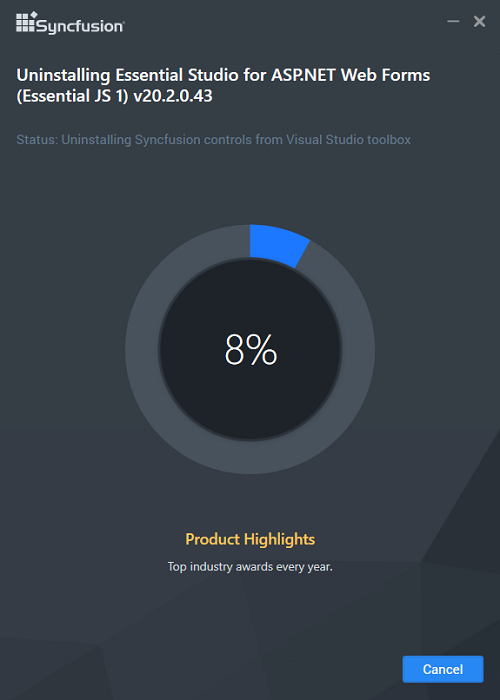 Syncfusion®
Uninstalling Essential Studio for ASP.NET Web Forms
(Essential JS 1) v20.2.0.43
Status: Uninstalling Syncfusion controls from Visual Studio toolbox
8%
Product Highlights
Top industry awards every year.
Cancel